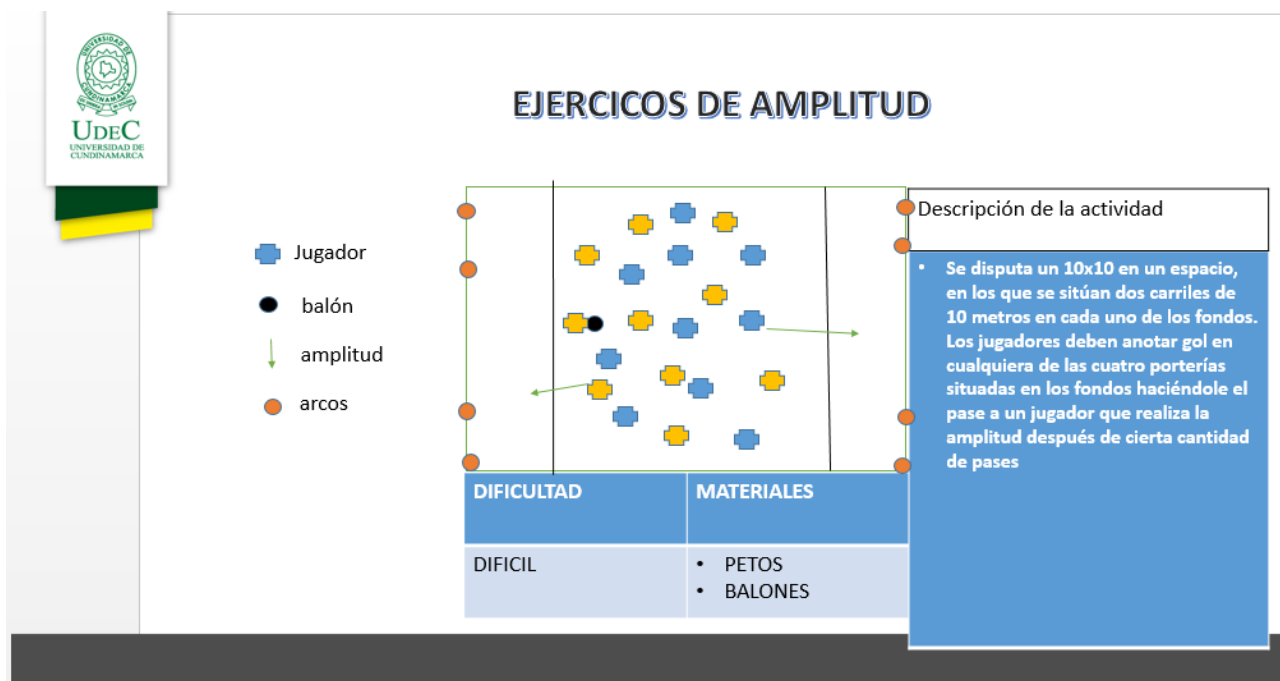 UNIVERSIDAD DE
CUNDINAMARCA
UDEC
UNIVERSIDAD DE
CUNDINAMARCA
EJERCICOS DE AMPLITUD
Jugador
balón
amplitud
arcos
Descripción de la actividad
• Se disputa un 10x10 en un espacio,
en los que se sitúan dos carriles de
10 metros en cada uno de los fondos.
Los jugadores deben anotar gol en
cualquiera de las cuatro porterías
situadas en los fondos haciéndole el
pase a un jugador que realiza la
amplitud después de cierta cantidad
de pases
DIFICULTAD
MATERIALES
DIFICIL
• PETOS
• BALONES